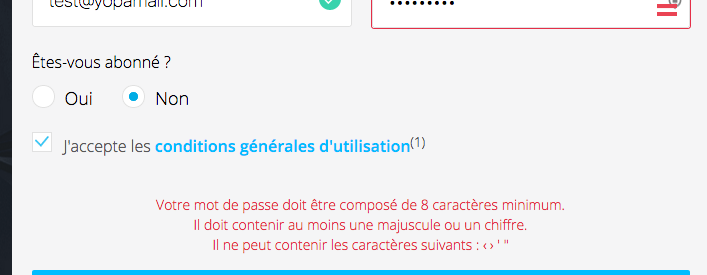 test@yopmail.com •••••••••
Êtes-vous abonné ?
Oui Non
J'accepte les conditions générales d'utilisation(1)
Votre mot de passe doit être composé de 8 caractères minimum.
Il doit contenir au moins une majuscule ou un chiffre.
Il ne peut contenir les caractères suivants : ‹ › ' "